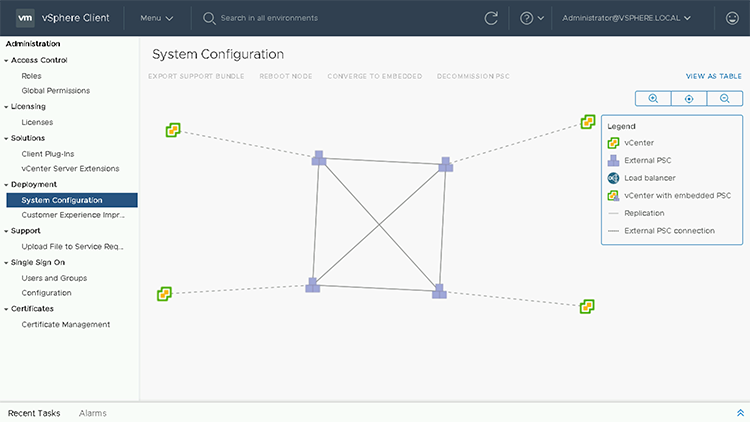 vm vSphere Client Menu Search in all environments Administrator@VSPHERE.LOCAL
Administration
Access Control
Roles
Global Permissions
Licensing
Licenses
Solutions
Client Plug-Ins
vCenter Server Extensions
Deployment
System Configuration
Customer Experience Impr...
Support
Upload File to Service Req...
Single Sign On
Users and Groups
Configuration
Certificates
Certificate Management
System Configuration
EXPORT SUPPORT BUNDLE REBOOT NODE CONVERGE TO EMBEDDED DECOMMISSION PSC VIEW AS TABLE
Legend
vCenter
External PSC
Load balancer
vCenter with embedded PSC
Replication
External PSC connection
Recent Tasks Alarms